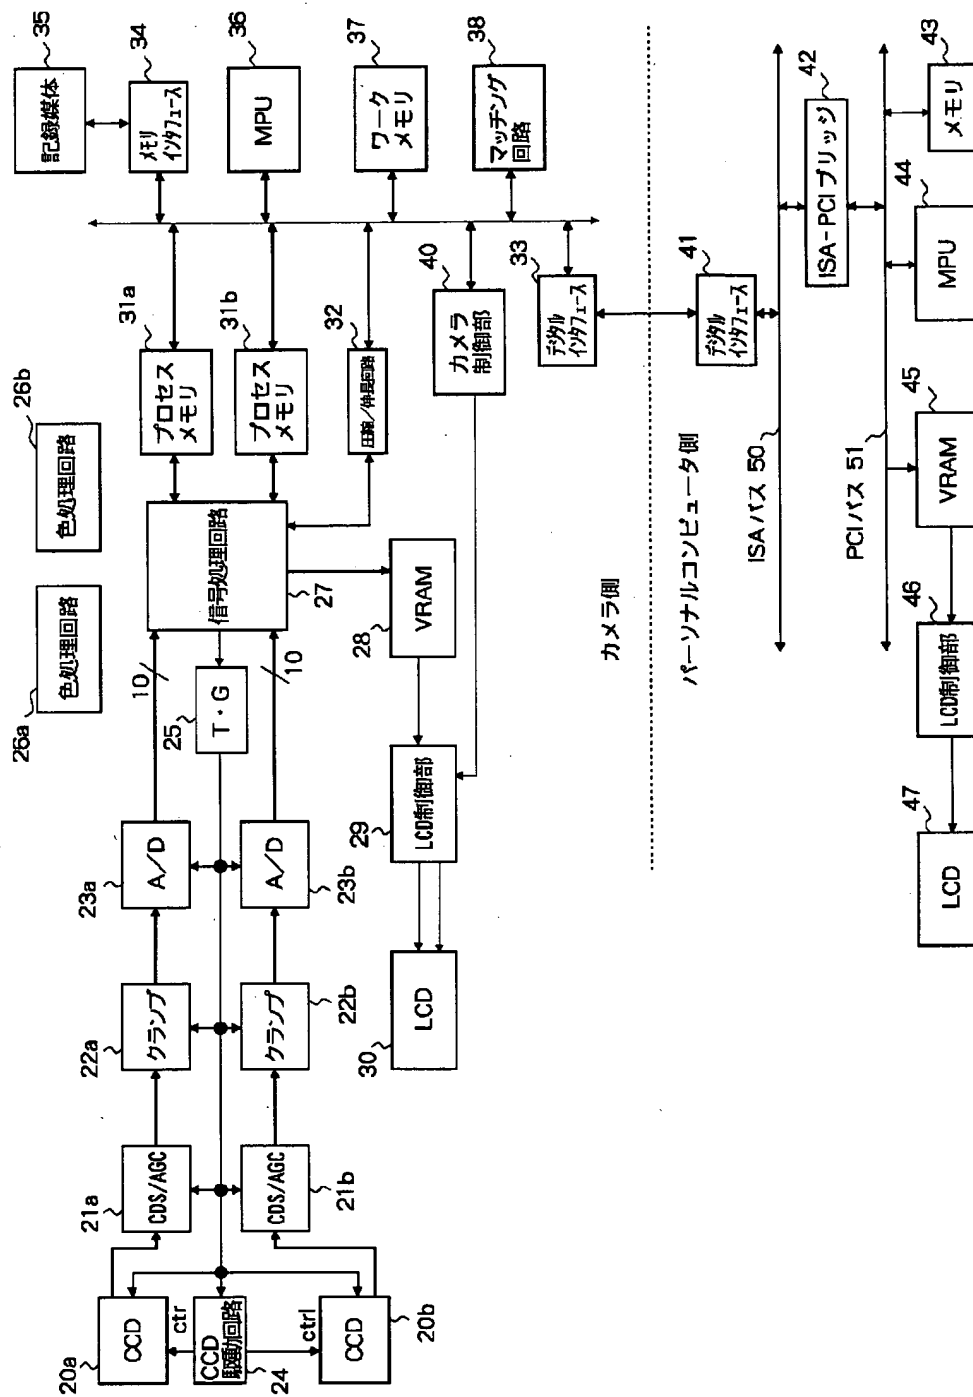 20a
CCD
ctr
CCD
駆動回路
24
ctrl
CCD
20b
21a
CDS/AGC
CDS/AGC
21b
22a
クランプ
クランプ
22b
23a
A/D
A/D
23b
10
10
25
T・G
26a
色処理回路
26b
色処理回路
信号処理回路
27
28
VRAM
29
LCD制御部
30
LCD
31a
プロセス
メモリ
31b
プロセス
メモリ
32
圧縮/伸長回路
40
カメラ
制御部
33
デジタル
インタフェース
35
記録媒体
34
メモリ
インタフェース
36
MPU
37
ワーク
メモリ
38
マッチング
回路
カメラ側
パーソナルコンピュータ側
41
デジタル
インタフェース
ISAバス 50
42
ISA-PCIブリッジ
PCIバス 51
43
メモリ
44
MPU
45
VRAM
46
LCD制御部
47
LCD